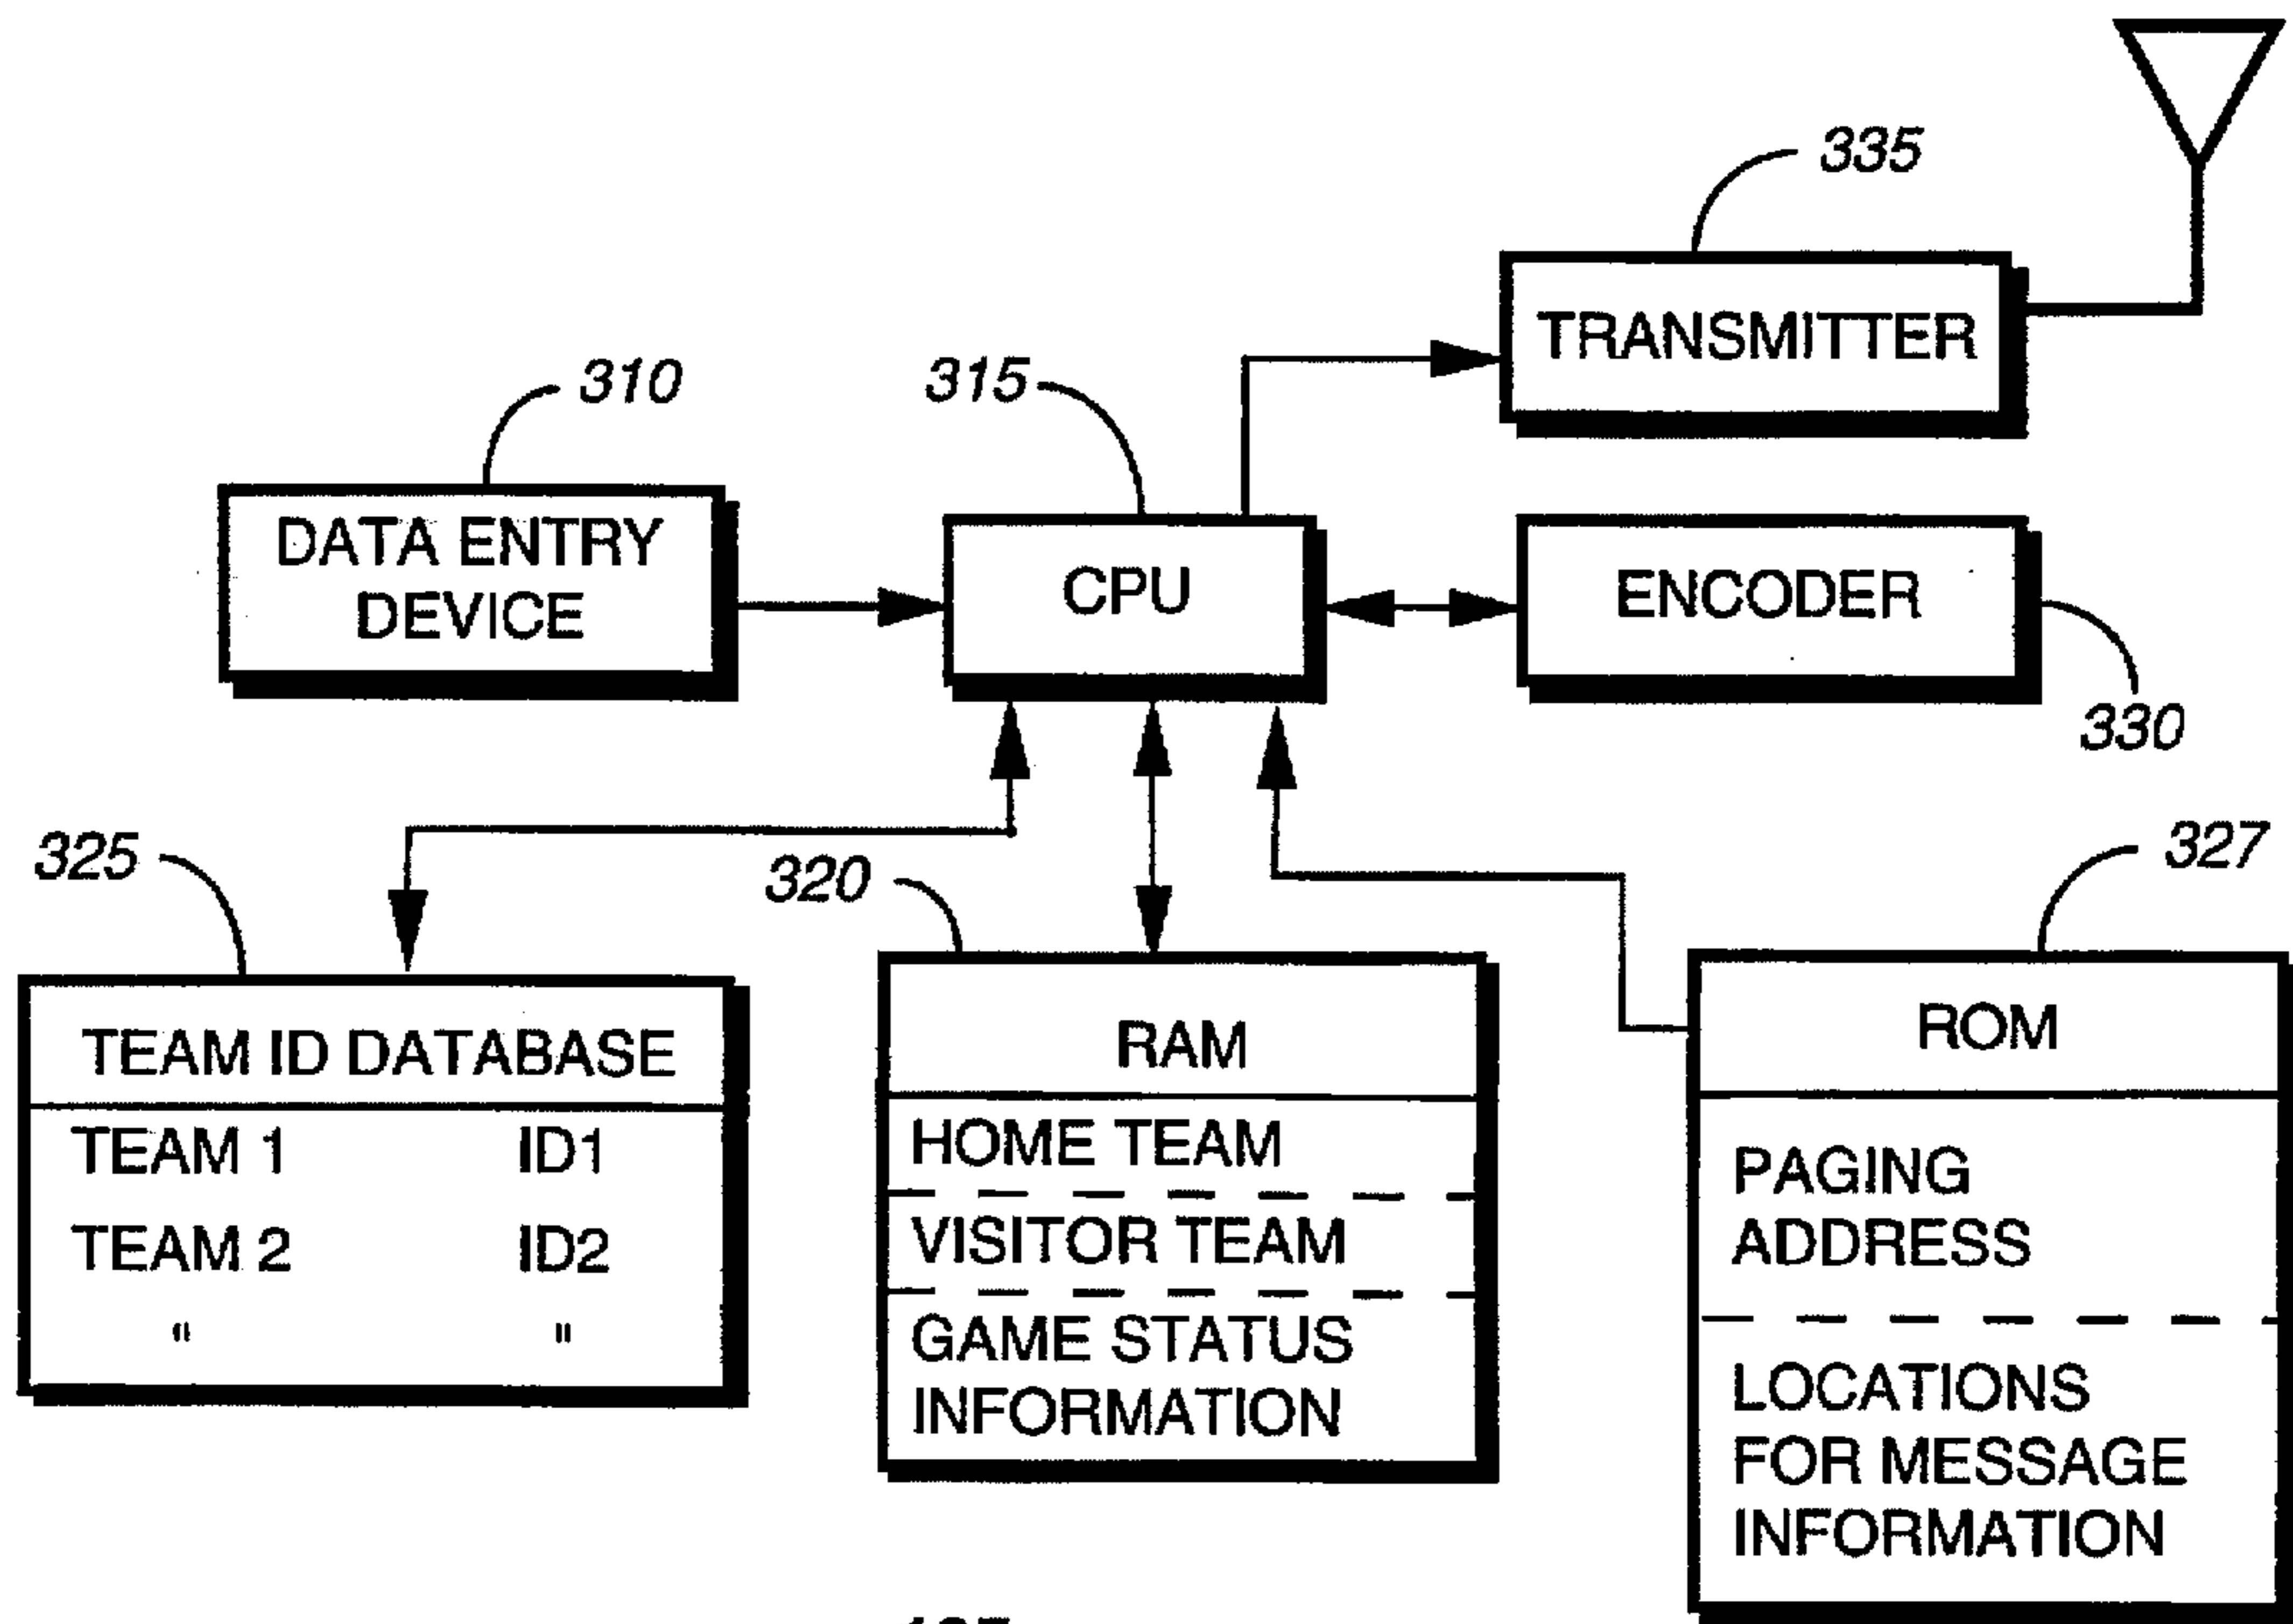 335
TRANSMITTER
310
315
DATA ENTRY
DEVICE
CPU
ENCODER
330
325
320
327
TEAM ID DATABASE
TEAM 1 ID1
TEAM 2 ID2
" "
RAM
HOME TEAM
VISITOR TEAM
GAME STATUS
INFORMATION
ROM
PAGING
ADDRESS
LOCATIONS
FOR MESSAGE
INFORMATION